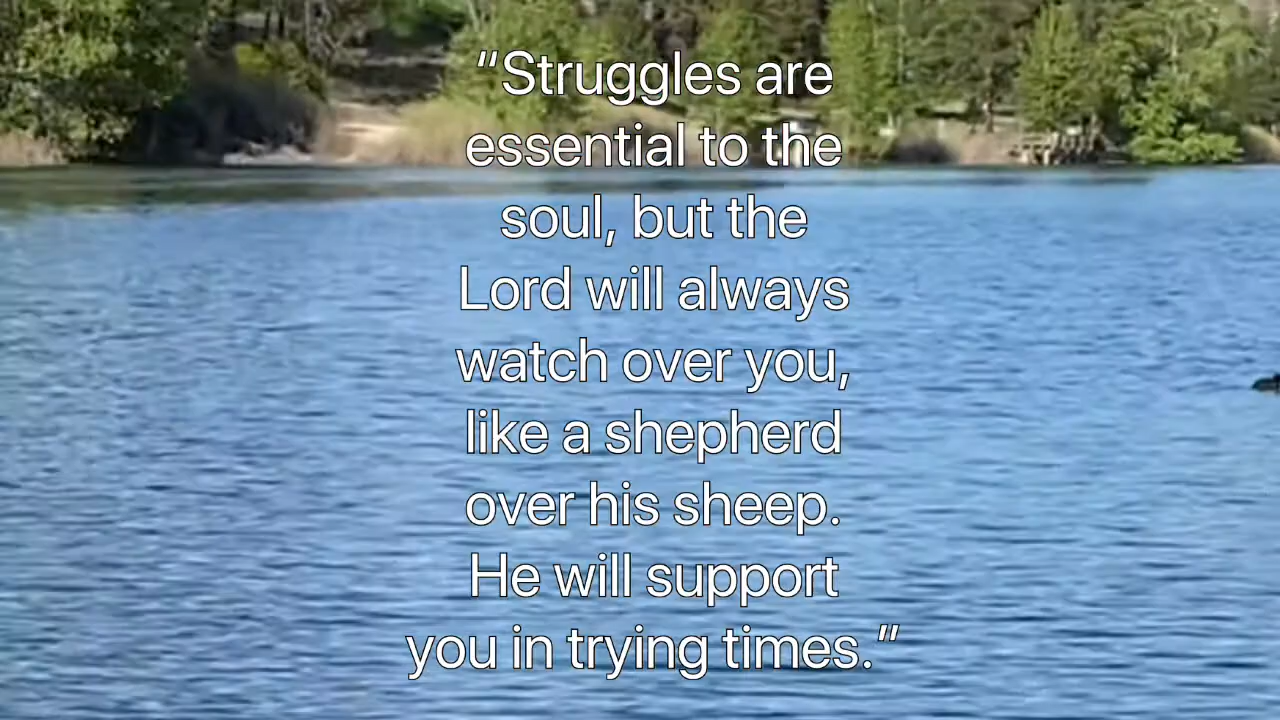 “Struggles are
essential to the
soul, but the
Lord will always
watch over you,
like a shepherd
over his sheep.
He will support
you in trying times.”